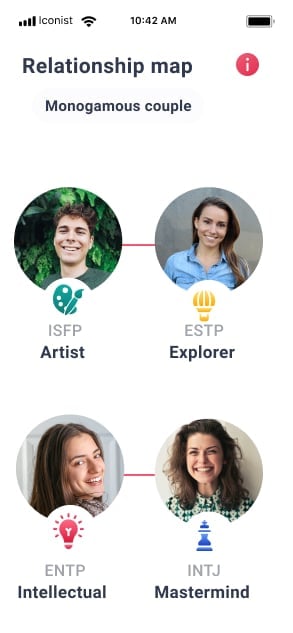 Iconist 10:42 AM
Relationship map
Monogamous couple
ISFP ESTP
Artist Explorer
ENTP INTJ
Intellectual Mastermind